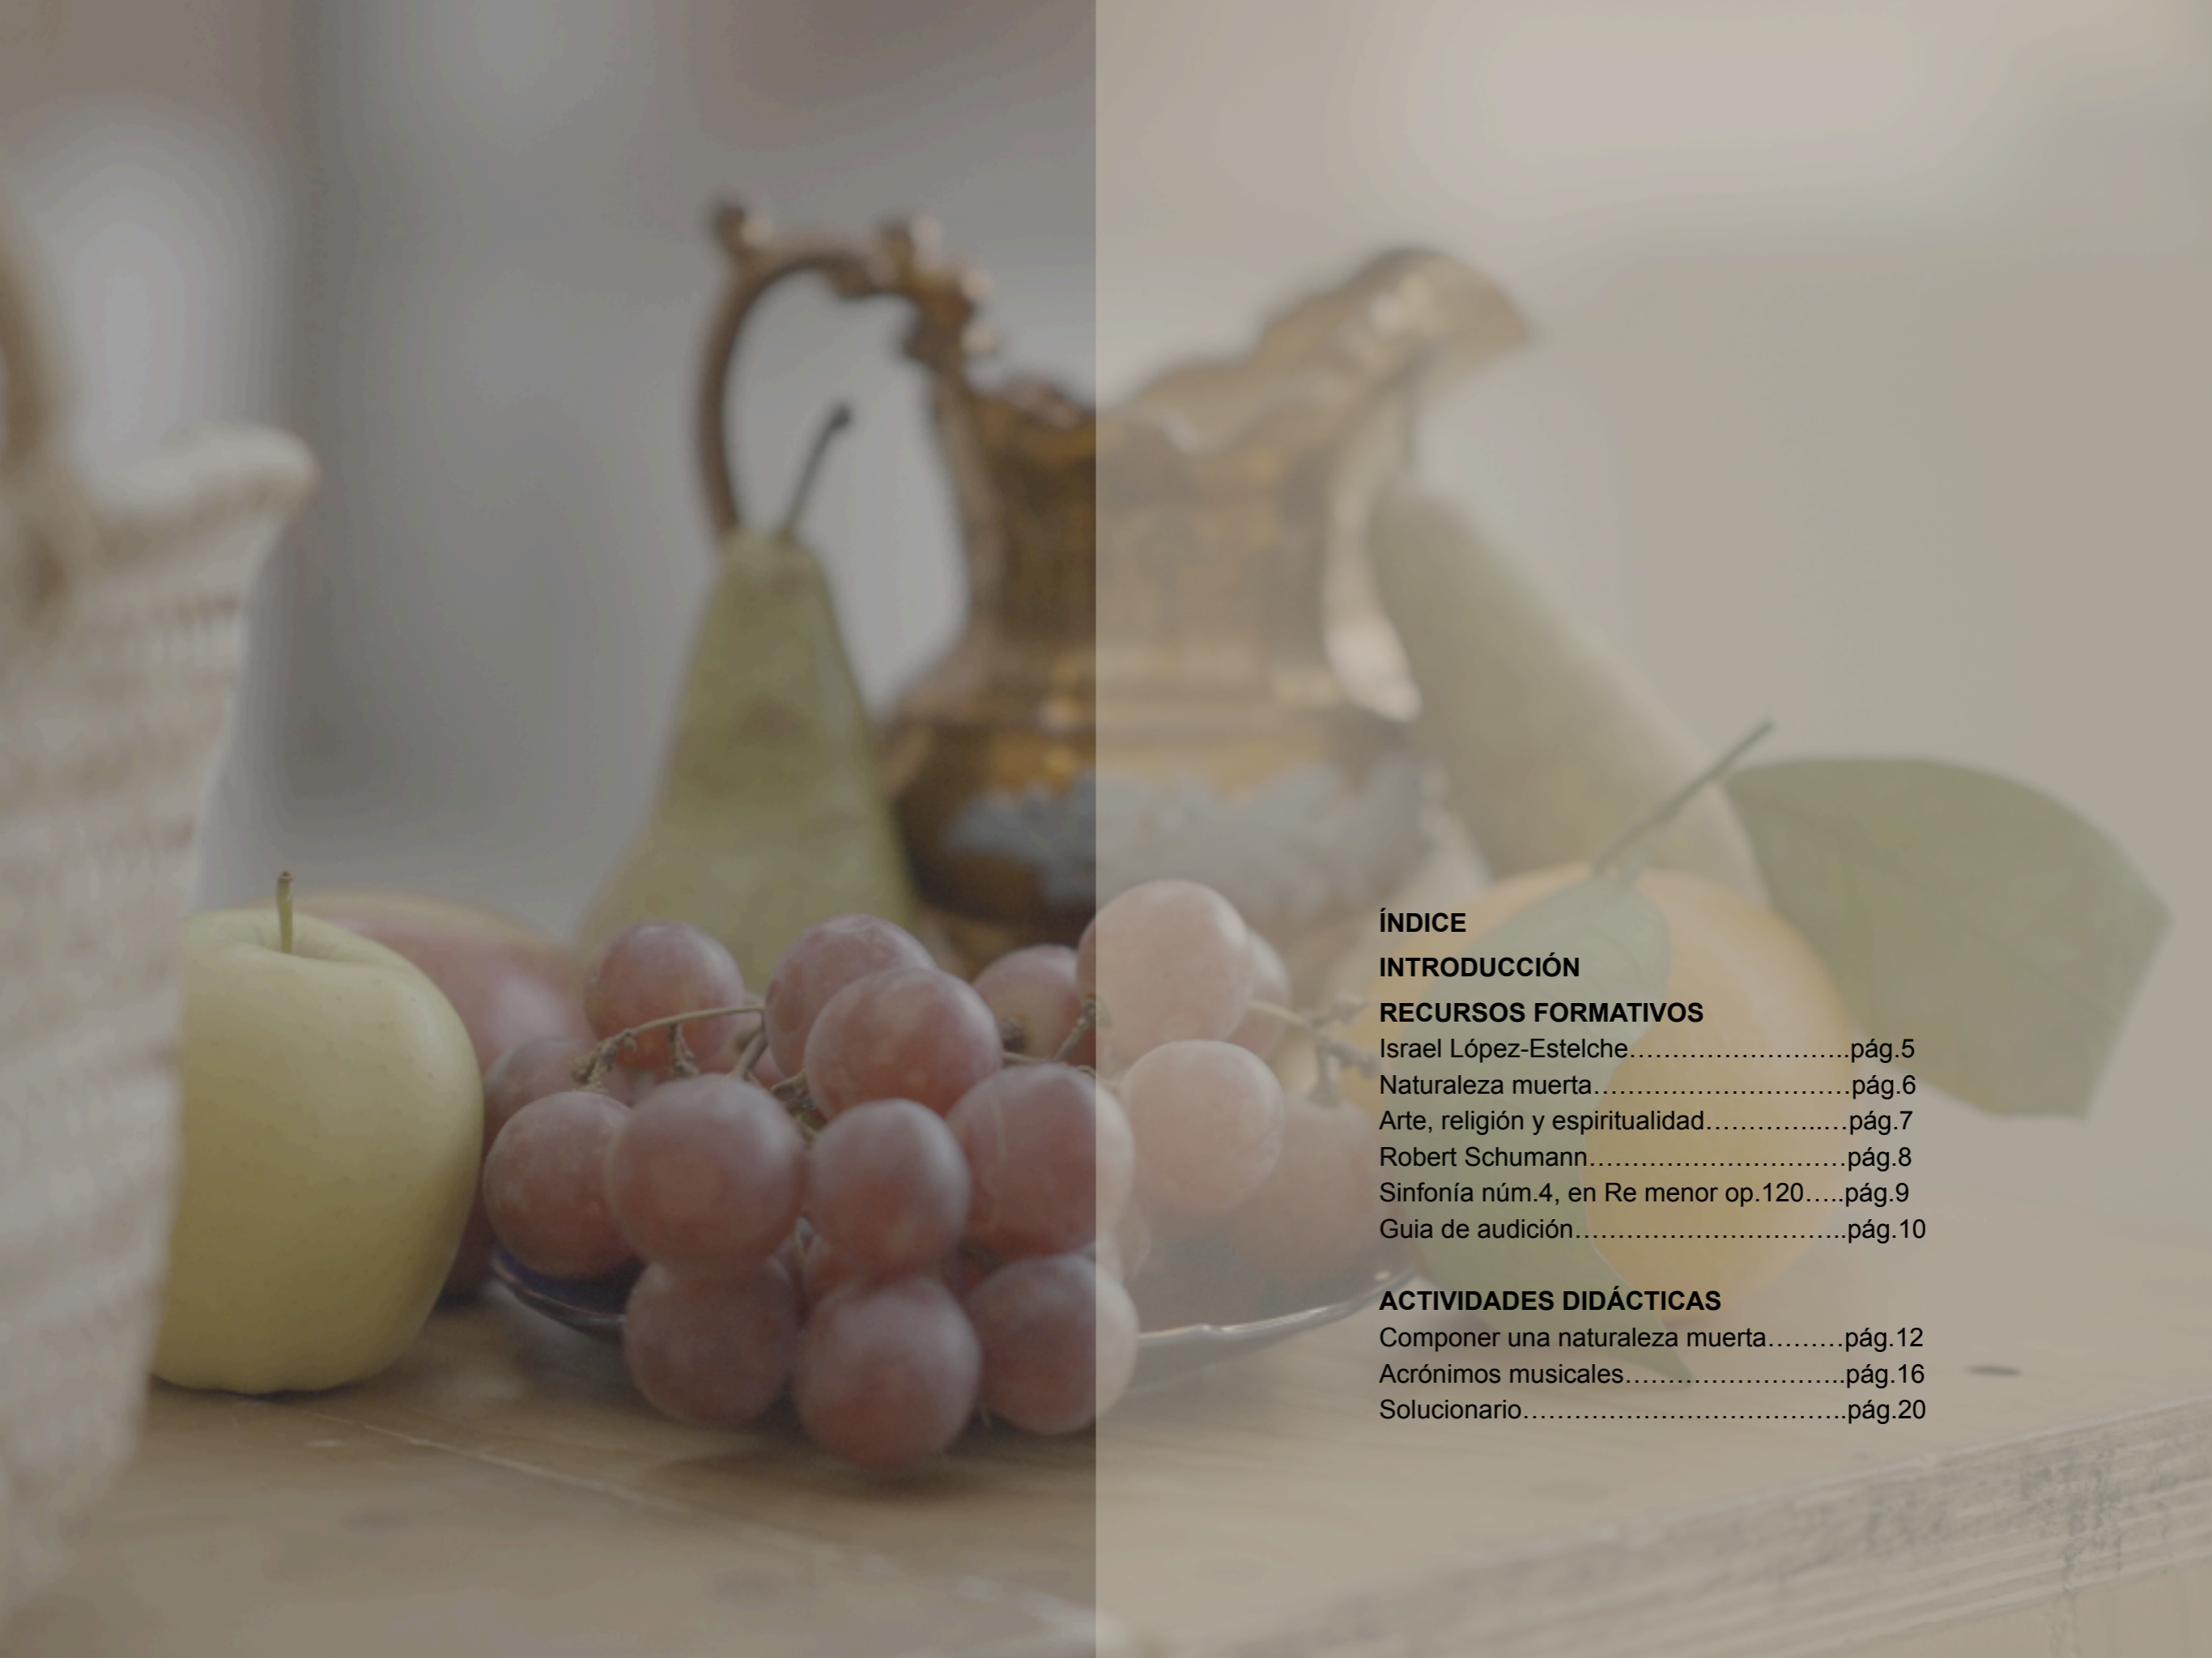 ÍNDICE
INTRODUCCIÓN
RECURSOS FORMATIVOS
Israel López-Estelche……………………..pág.5
Naturaleza muerta…………………………pág.6
Arte, religión y espiritualidad…………..…pág.7
Robert Schumann…………………………pág.8
Sinfonía núm.4, en Re menor op.120…..pág.9
Guia de audición…………………………..pág.10
ACTIVIDADES DIDÁCTICAS
Componer una naturaleza muerta………pág.12
Acrónimos musicales……………………..pág.16
Solucionario………………………………..pág.20